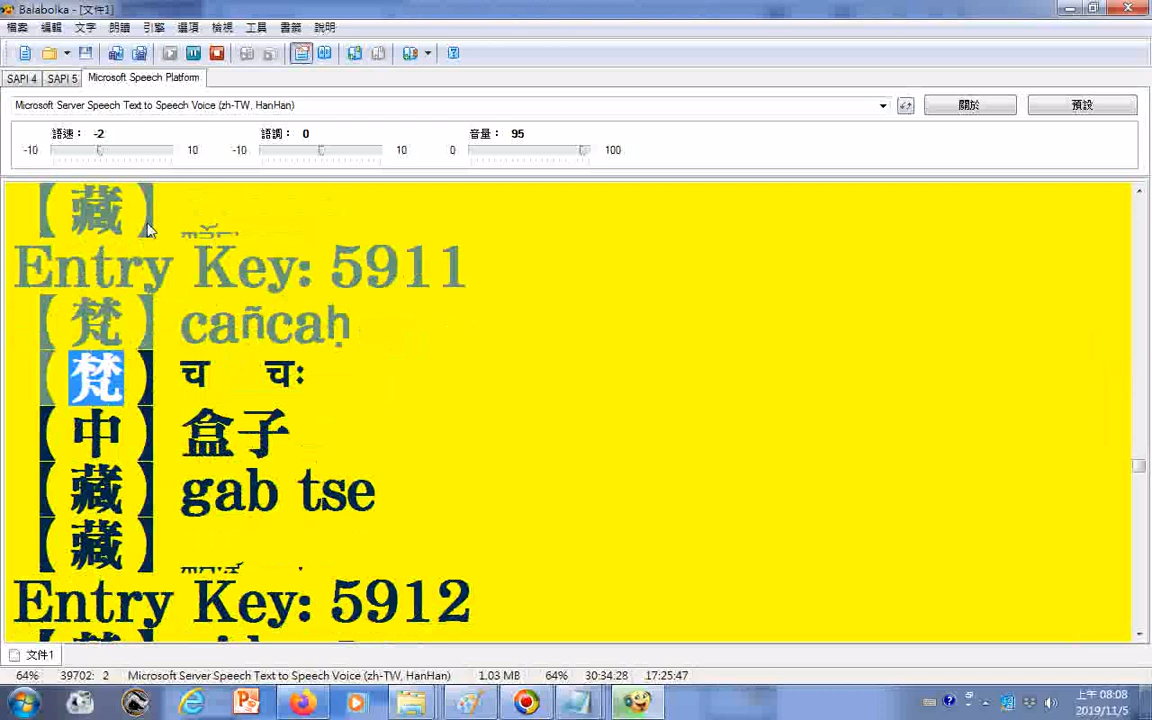 Balabolka - [文件1]
檔案 編輯 文字 朗讀 引擎 選項 檢視 工具 書籤 說明
SAPI 4 SAPI 5 Microsoft Speech Platform
Microsoft Server Speech Text to Speech Voice (zh-TW, HanHan) 關於 預設
語速： -2 語調： 0 音量： 95
-10 10 -10 10 0 100
【藏】
Entry Key: 5911
【梵】 cañcaḥ
【梵】 च चः
【中】 盒子
【藏】 gab tse
【藏】
Entry Key: 5912
文件1
64% 39702: 2 Microsoft Server Speech Text to Speech Voice (zh-TW, HanHan) 1.03 MB 64% 30:34.28 17:25:47
上午 08:08
2019/11/5